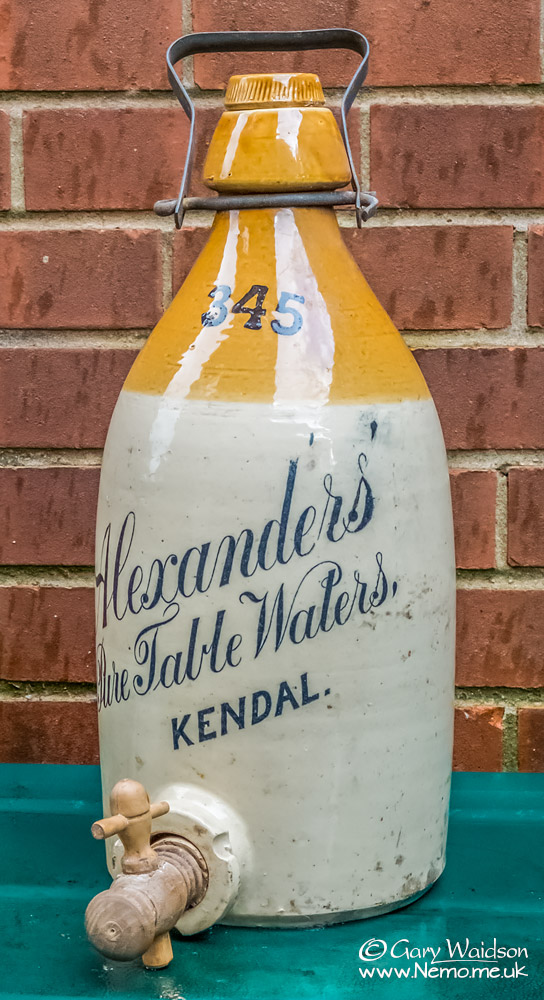 345
Alexander's
Pure Table Waters,
KENDAL.
© Gary Waidson
www.Nemo.me.uk